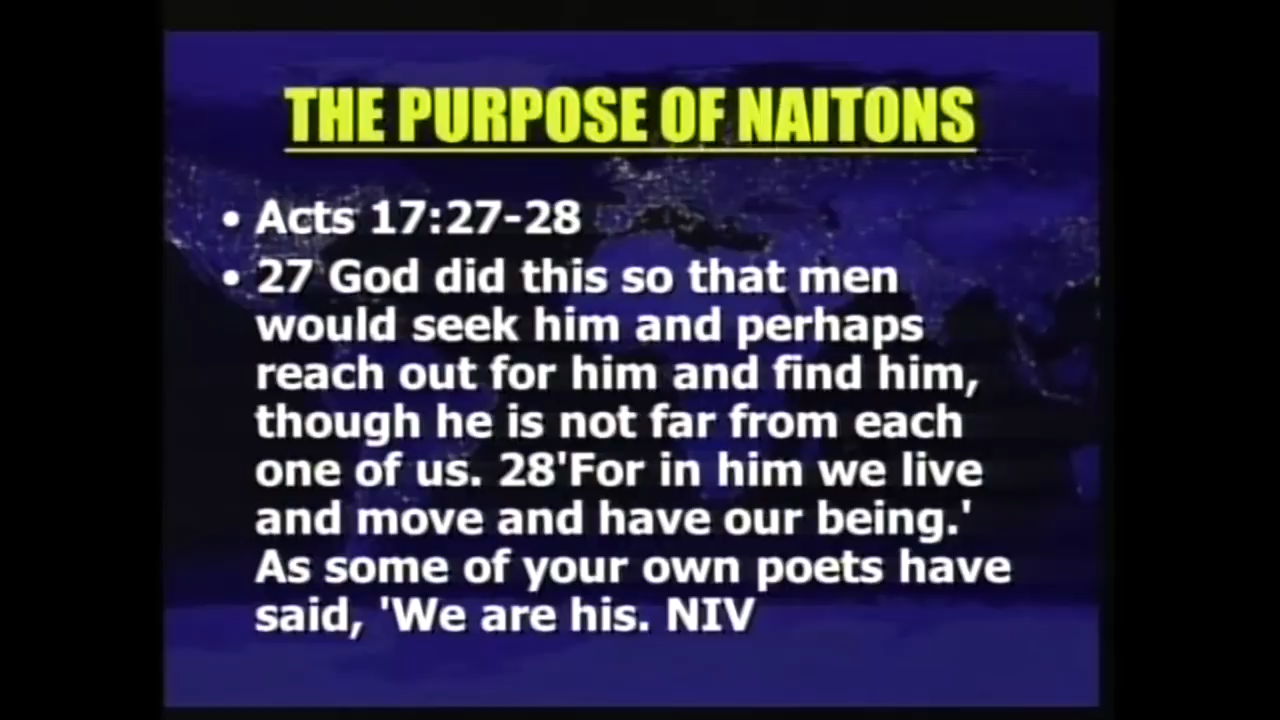 THE PURPOSE OF NAITONS
• Acts 17:27-28
• 27 God did this so that men
would seek him and perhaps
reach out for him and find him,
though he is not far from each
one of us. 28'For in him we live
and move and have our being.'
As some of your own poets have
said, 'We are his. NIV